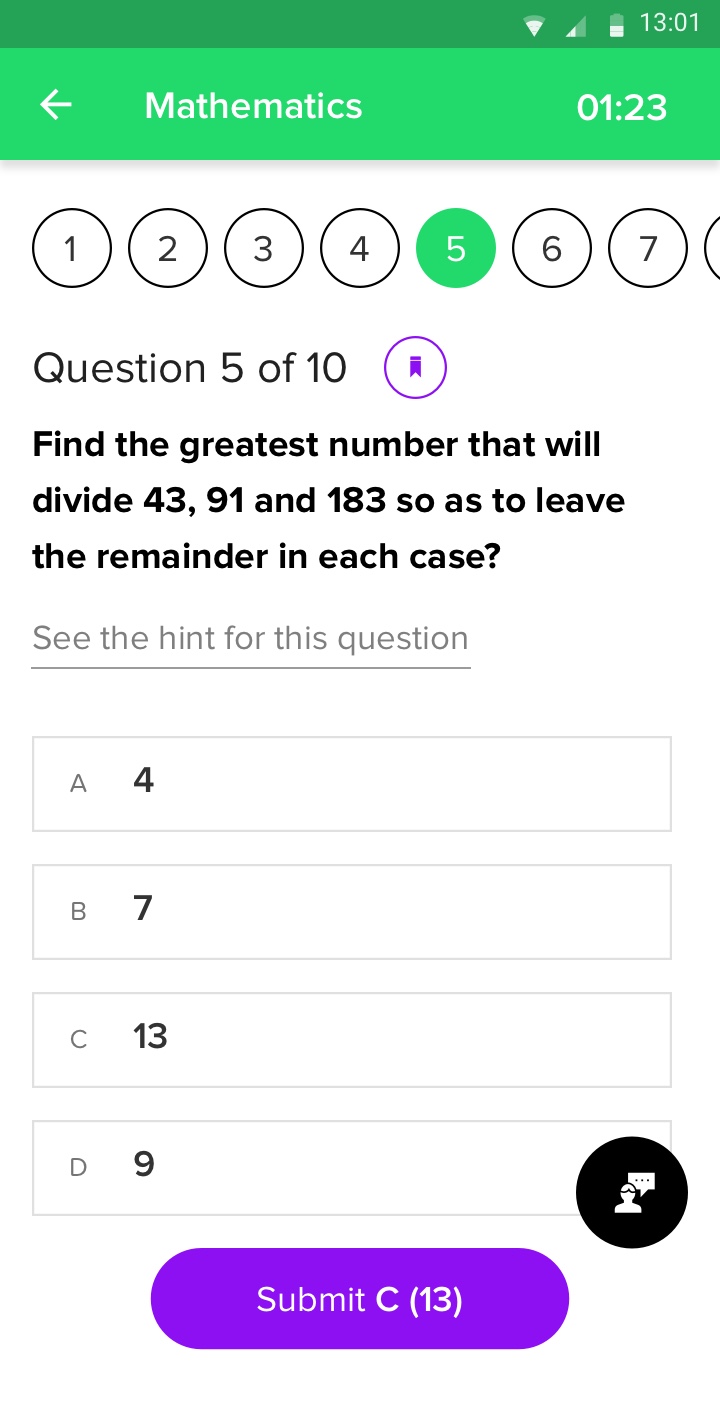 13:01
Mathematics 01:23
1 2 3 4 5 6 7
Question 5 of 10
Find the greatest number that will
divide 43, 91 and 183 so as to leave
the remainder in each case?
See the hint for this question
A 4
B 7
C 13
D 9
Submit C (13)